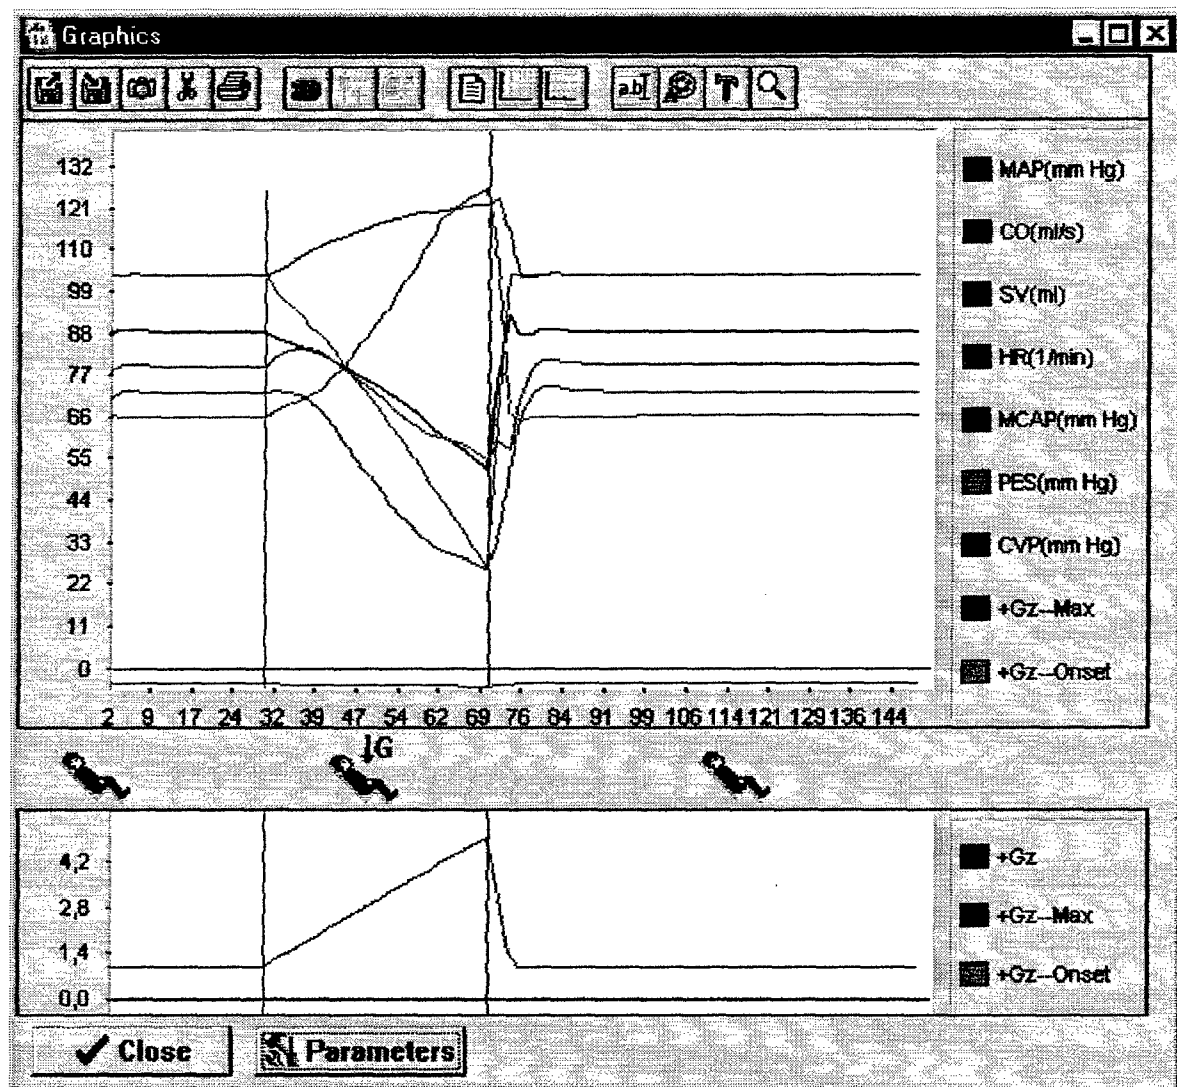 Graphics
a.b
132
121
110
99
88
77
66
55
44
33
22
11
0
MAP(mm Hg)
CO(ml/s)
SV(ml)
HR(1/min)
MCAP(mm Hg)
PES(mm Hg)
CVP(mm Hg)
+Gz--Max
+Gz--Onset
2 9 17 24 32 39 47 54 62 69 76 84 91 99 106 114 121 129 136 144
G
4,2
2,8
1,4
0,0
+Gz
+Gz--Max
+Gz--Onset
Close
Parameters